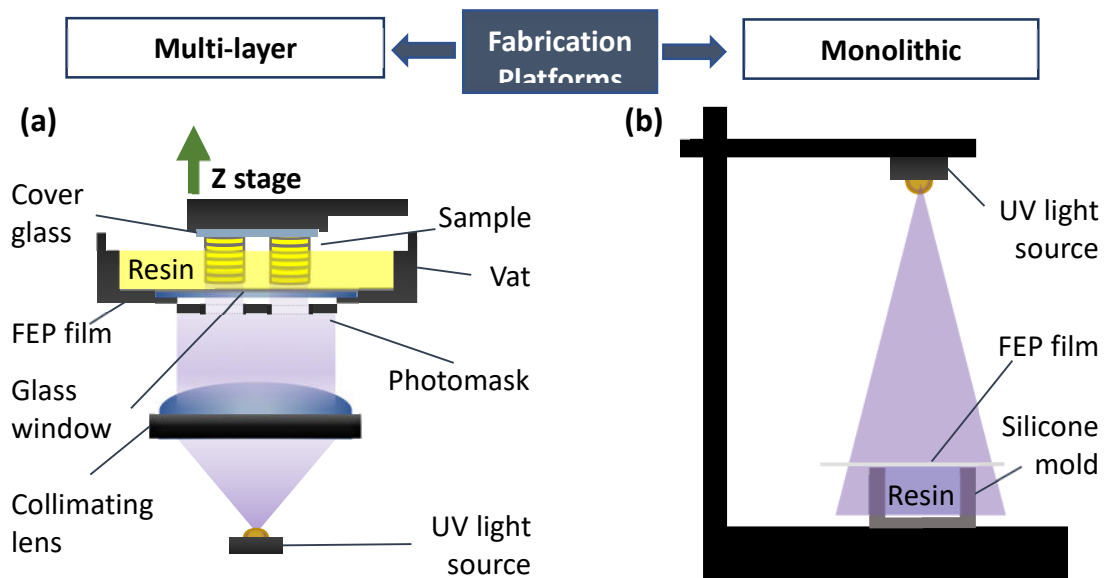 Multi-layer
Fabrication
Platforms
Monolithic
(a)
Z stage
Cover
glass
Sample
Resin
Vat
FEP film
Photomask
Glass
window
Collimating
lens
UV light
source
(b)
UV light
source
FEP film
Silicone
mold
Resin